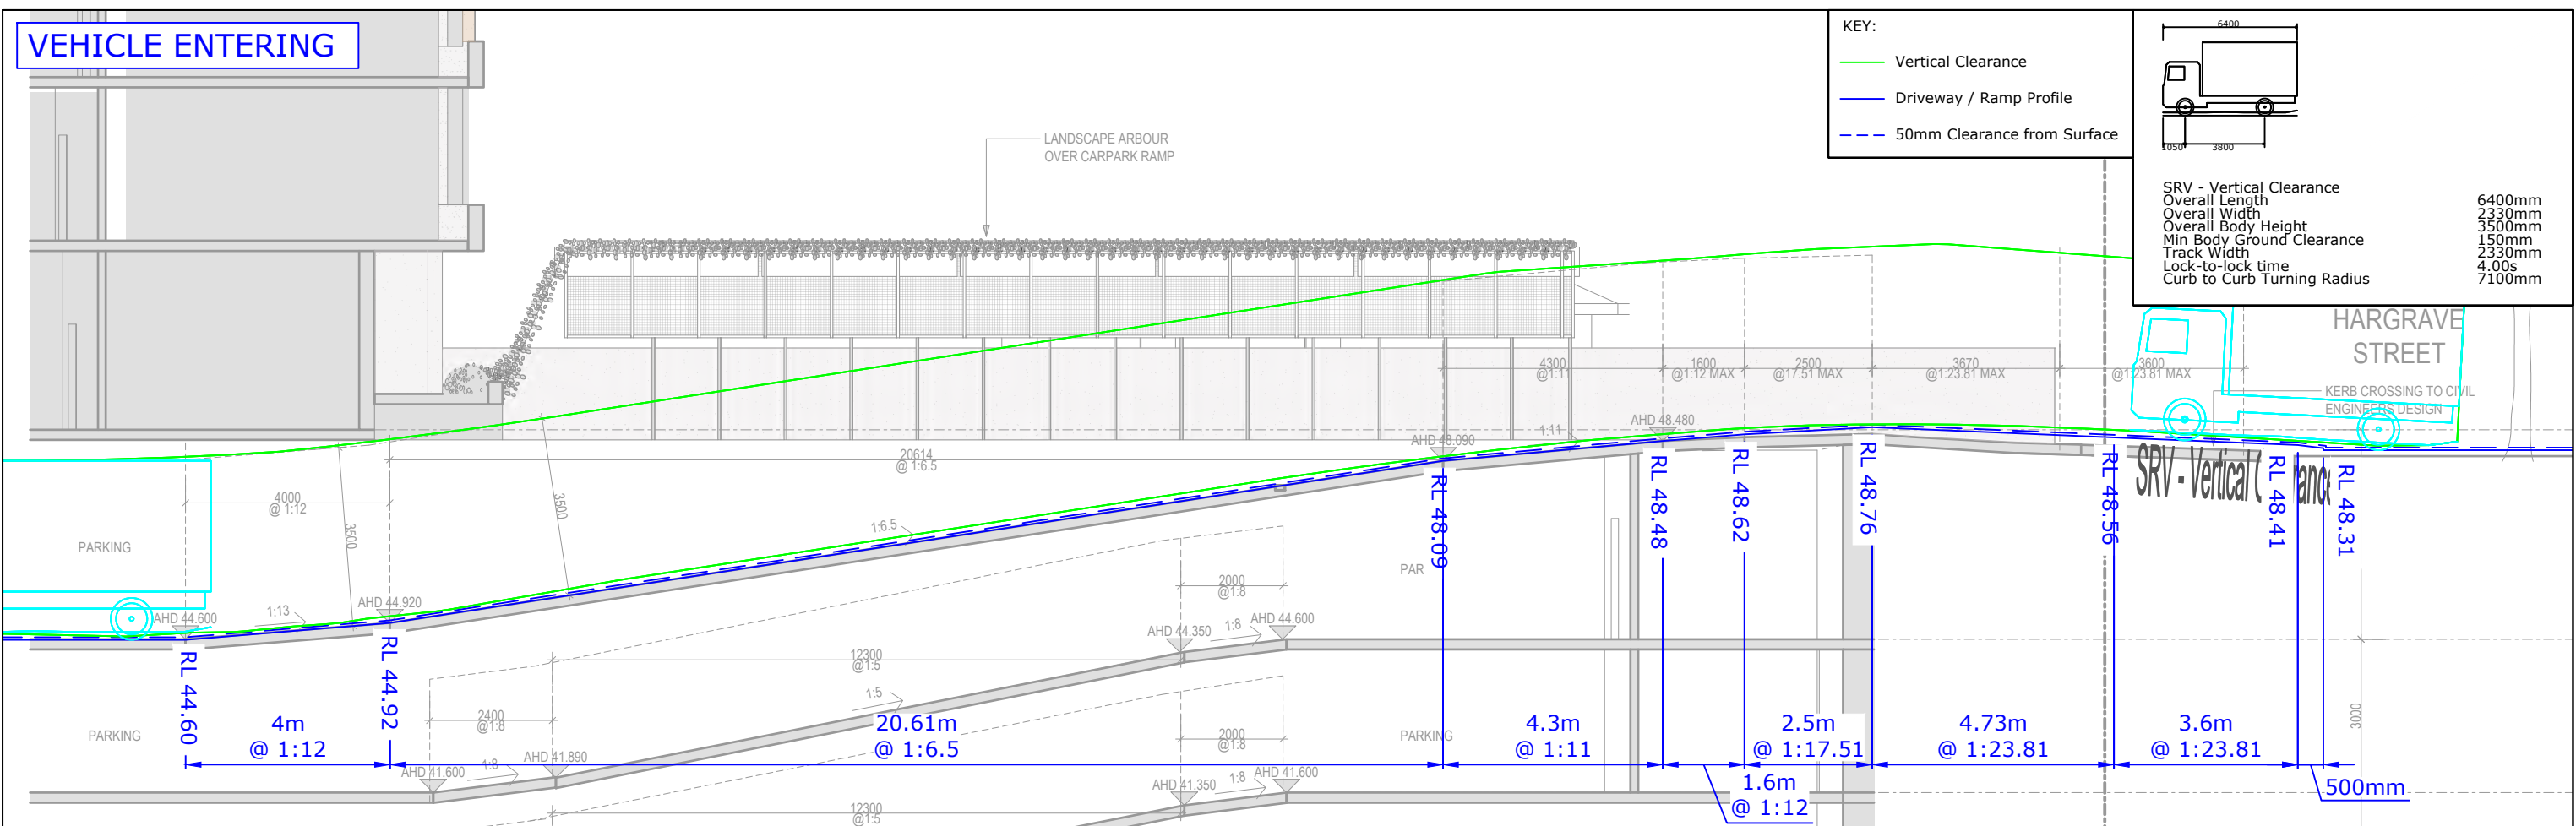 VEHICLE ENTERING
KEY:
Vertical Clearance
Driveway / Ramp Profile
50mm Clearance from Surface
6400
1050
3800
SRV - Vertical Clearance
Overall Length 6400mm
Overall Width 2330mm
Overall Body Height 3500mm
Min Body Ground Clearance 150mm
Track Width 2330mm
Lock-to-lock time 4.00s
Curb to Curb Turning Radius 7100mm
LANDSCAPE ARBOUR
OVER CARPARK RAMP
HARGRAVE
STREET
KERB CROSSING TO CIVIL
ENGINEERS DESIGN
4300
@1:11
1600
@1:12 MAX
2500
@17.51 MAX
3670
@1:23.81 MAX
3600
@1:23.81 MAX
AHD 48.480
1:11
AHD 48.090
20614
@ 1:6.5
4000
@ 1:12
3500
3500
1:6.5
PARKING
1:13
AHD 44.600
AHD 44.920
SRV - Vertical C rance
RL 44.60
RL 44.92
RL 48.09
RL 48.48
RL 48.62
RL 48.76
RL 48.56
RL 48.41
RL 48.31
PAR
2000
@1:8
AHD 44.350
1:8
AHD 44.600
12300
@1:5
1:5
2400
@1:8
PARKING
2000
@1:8
PARKING
3000
AHD 41.600
1:8
AHD 41.890
AHD 41.350
1:8
AHD 41.600
12300
@1:5
4m
@ 1:12
20.61m
@ 1:6.5
4.3m
@ 1:11
1.6m
@ 1:12
2.5m
@ 1:17.51
4.73m
@ 1:23.81
3.6m
@ 1:23.81
500mm